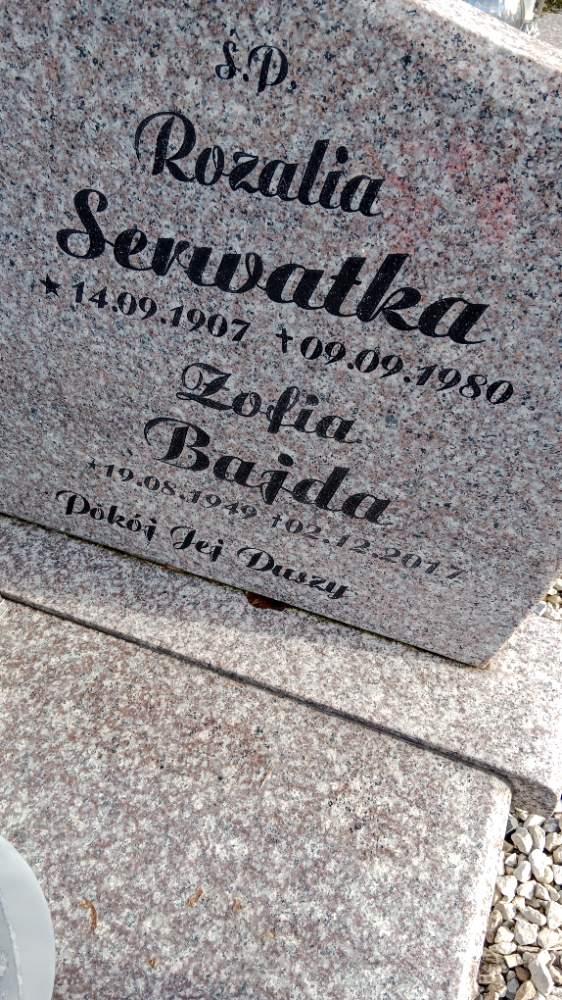 Ś.P.
Rozalia
Serwatka
★ 14.09.1907 † 09.09.1980
Zofia
Bajda
★ 19.08.1949 † 02.12.2017
Pokój Jej Duszy